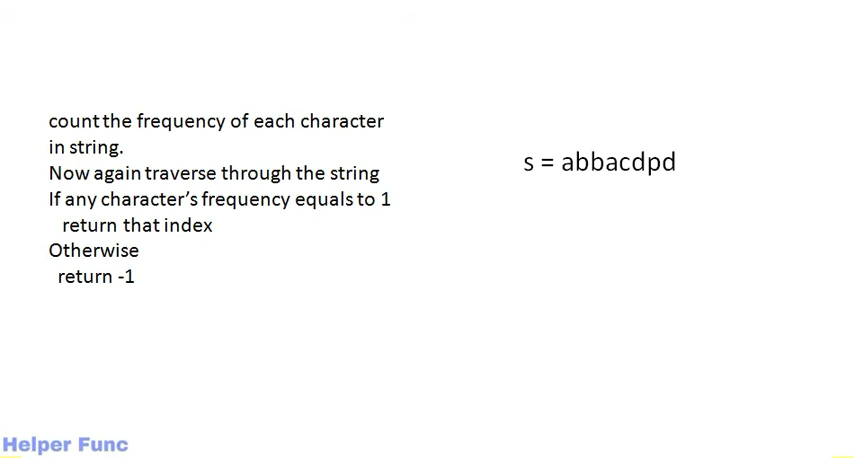 count the frequency of each character
in string.
Now again traverse through the string
If any character's frequency equals to 1
return that index
Otherwise
return -1
s = abbacdpd
Helper Func